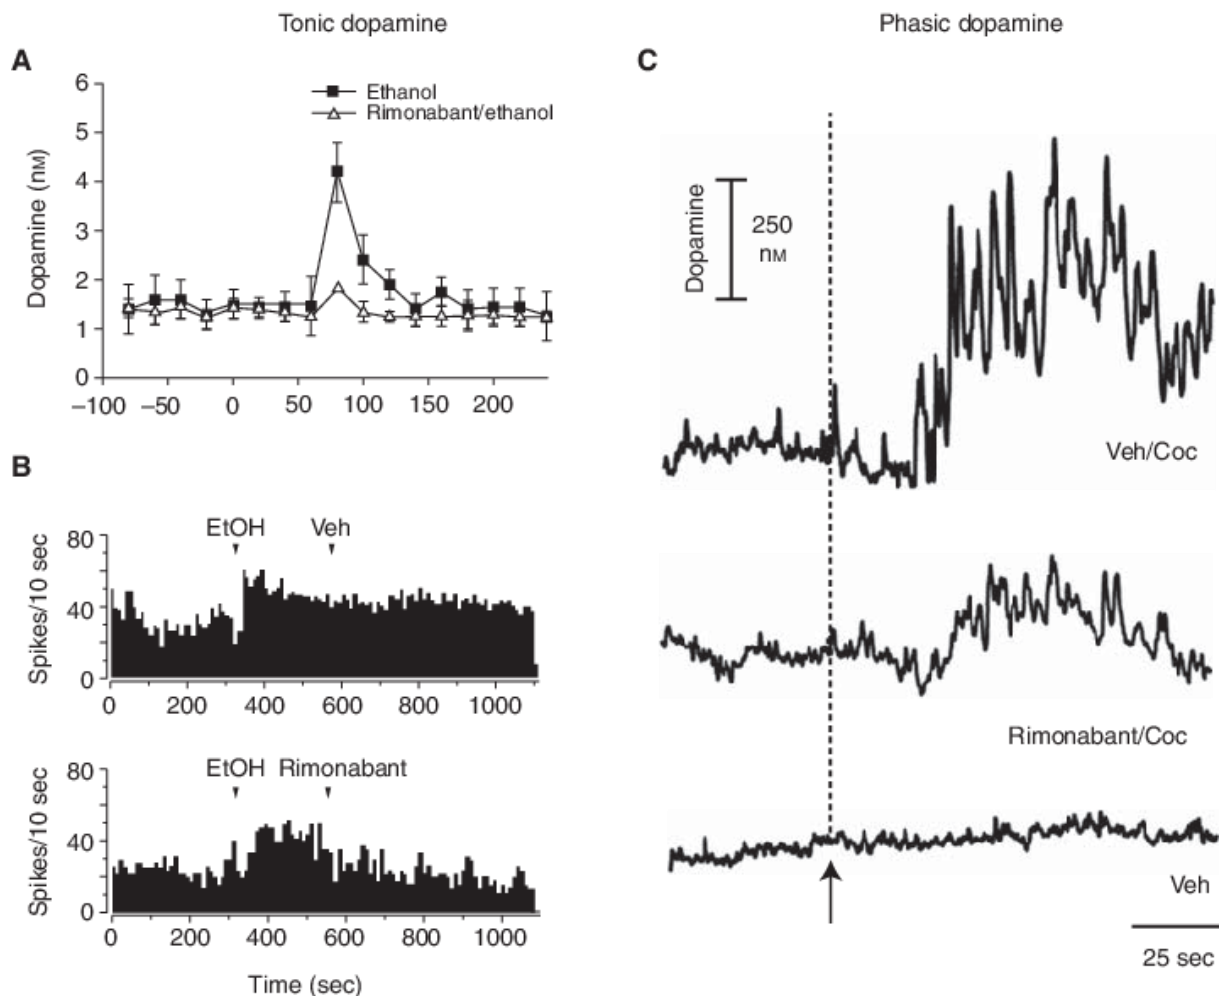 Tonic dopamine
Phasic dopamine
A
6
5
4
3
2
1
0
Dopamine (nM)
Ethanol
Rimonabant/ethanol
−100 −50 0 50 100 150 200
B
EtOH Veh
80
40
0
Spikes/10 sec
0 200 400 600 800 1000
EtOH Rimonabant
80
40
0
Spikes/10 sec
0 200 400 600 800 1000
Time (sec)
C
Dopamine
250
nM
Veh/Coc
Rimonabant/Coc
Veh
25 sec